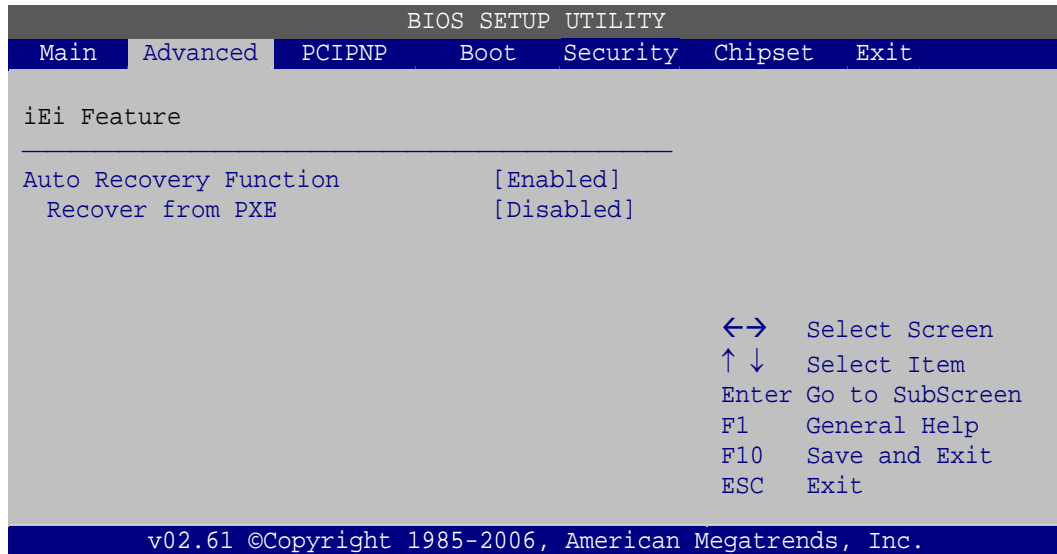 BIOS SETUP UTILITY
Main Advanced PCIPNP Boot Security Chipset Exit
iEi Feature
Auto Recovery Function [Enabled]
Recover from PXE [Disabled]
←→ Select Screen
↑ ↓ Select Item
Enter Go to SubScreen
F1 General Help
F10 Save and Exit
ESC Exit
v02.61 ©Copyright 1985-2006, American Megatrends, Inc.